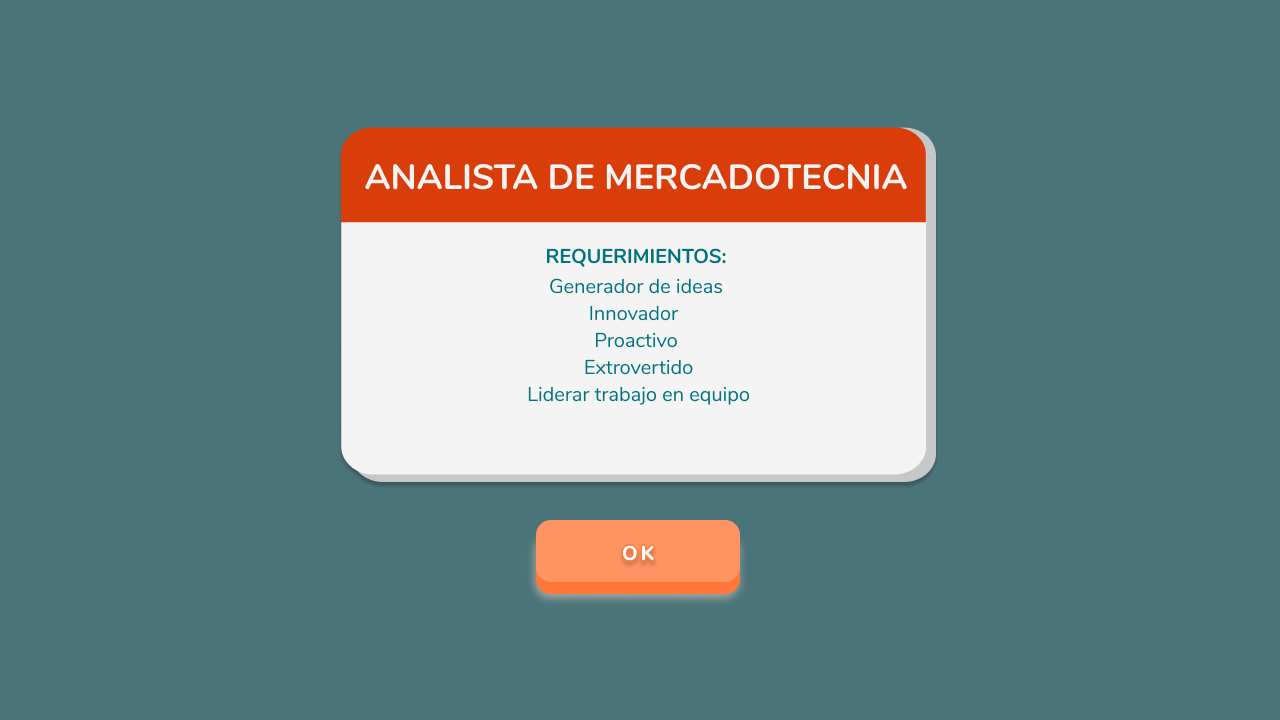 ANALISTA DE MERCADOTECNIA
REQUERIMIENTOS:
Generador de ideas
Innovador
Proactivo
Extrovertido
Liderar trabajo en equipo
OK